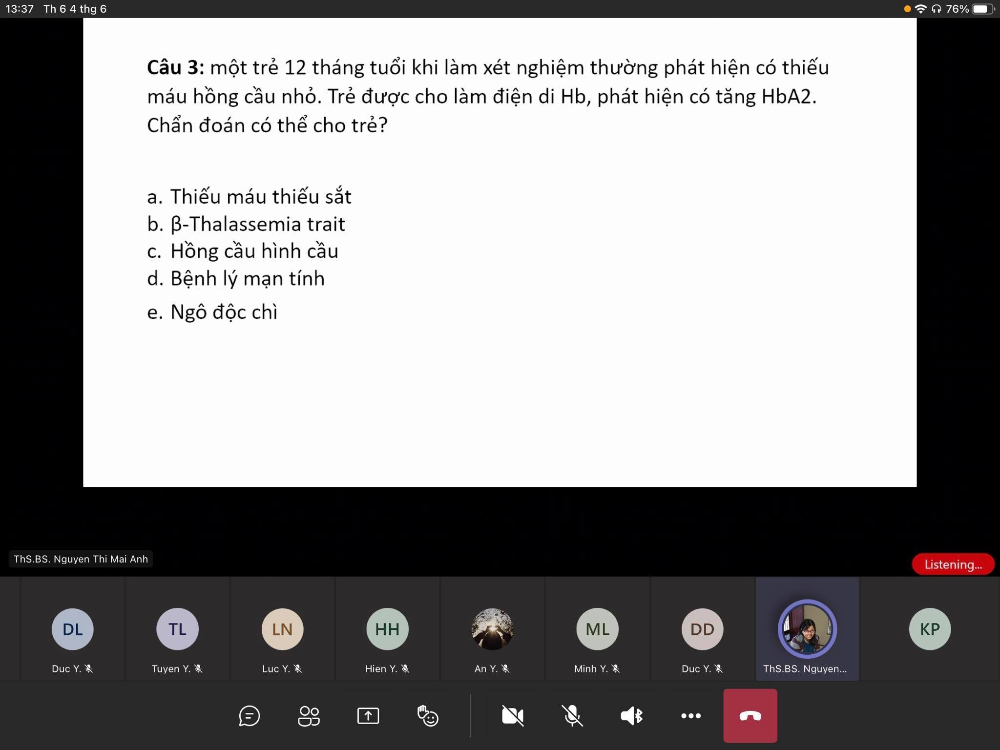 13:37 Th 6 4 thg 6
76%
Câu 3: một trẻ 12 tháng tuổi khi làm xét nghiệm thường phát hiện có thiếu
máu hồng cầu nhỏ. Trẻ được cho làm điện di Hb, phát hiện có tăng HbA2.
Chẩn đoán có thể cho trẻ?
a. Thiếu máu thiếu sắt
b. β-Thalassemia trait
c. Hồng cầu hình cầu
d. Bệnh lý mạn tính
e. Ngô độc chì
ThS.BS. Nguyen Thi Mai Anh
Listening...
DL TL LN HH ML DD KP
Duc Y. Tuyen Y. Luc Y. Hien Y. An Y. Minh Y. Duc Y. ThS.BS. Nguyen...